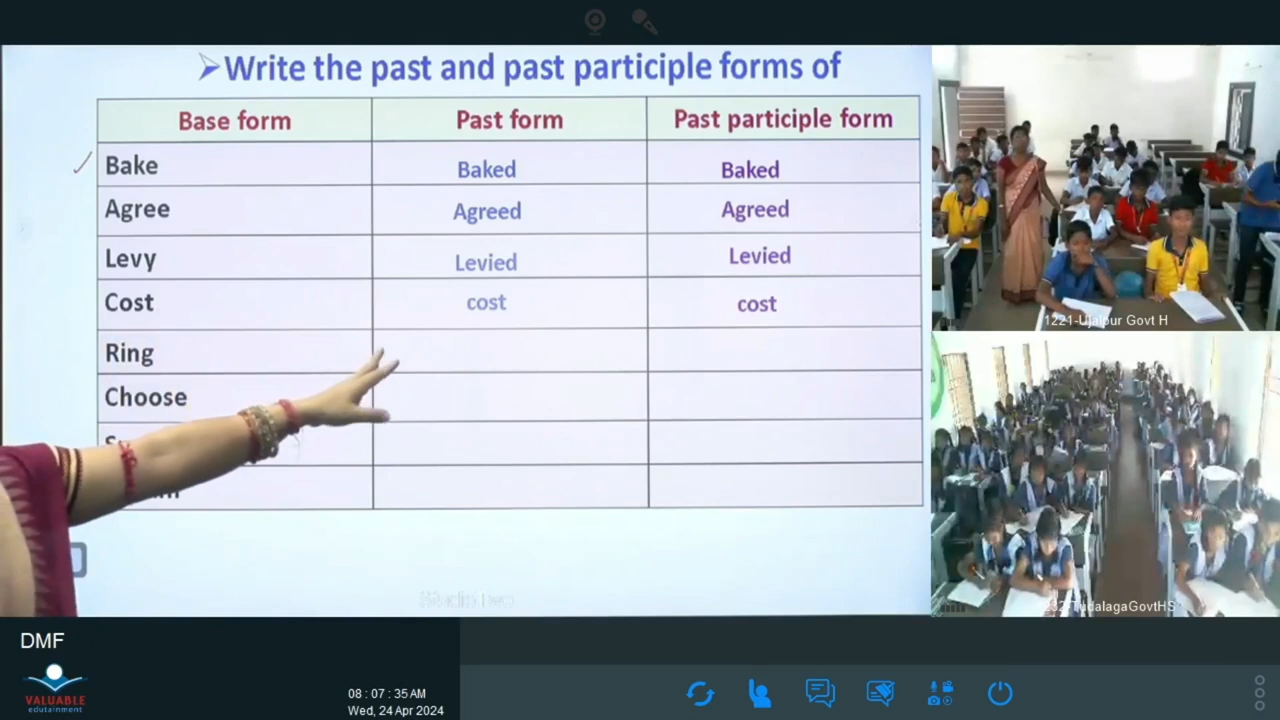 Write the past and past participle forms of
Base form Past form Past participle form
Bake Baked Baked
Agree Agreed Agreed
Levy Levied Levied
Cost cost cost
Ring
Choose
1221-Ujalpur Govt H
TudalagaGovtHS
DMF
VALUABLE
edutainment
08 : 07 : 35 AM
Wed, 24 Apr 2024